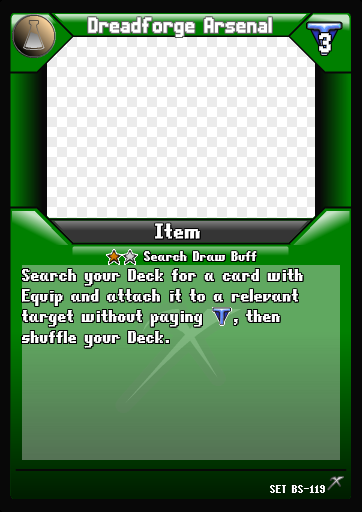 Dreadforge Arsenal
3
Item
Search Draw Buff
Search your Deck for a card with
Equip and attach it to a relevant
target without paying , then
shuffle your Deck.
SET BS-119